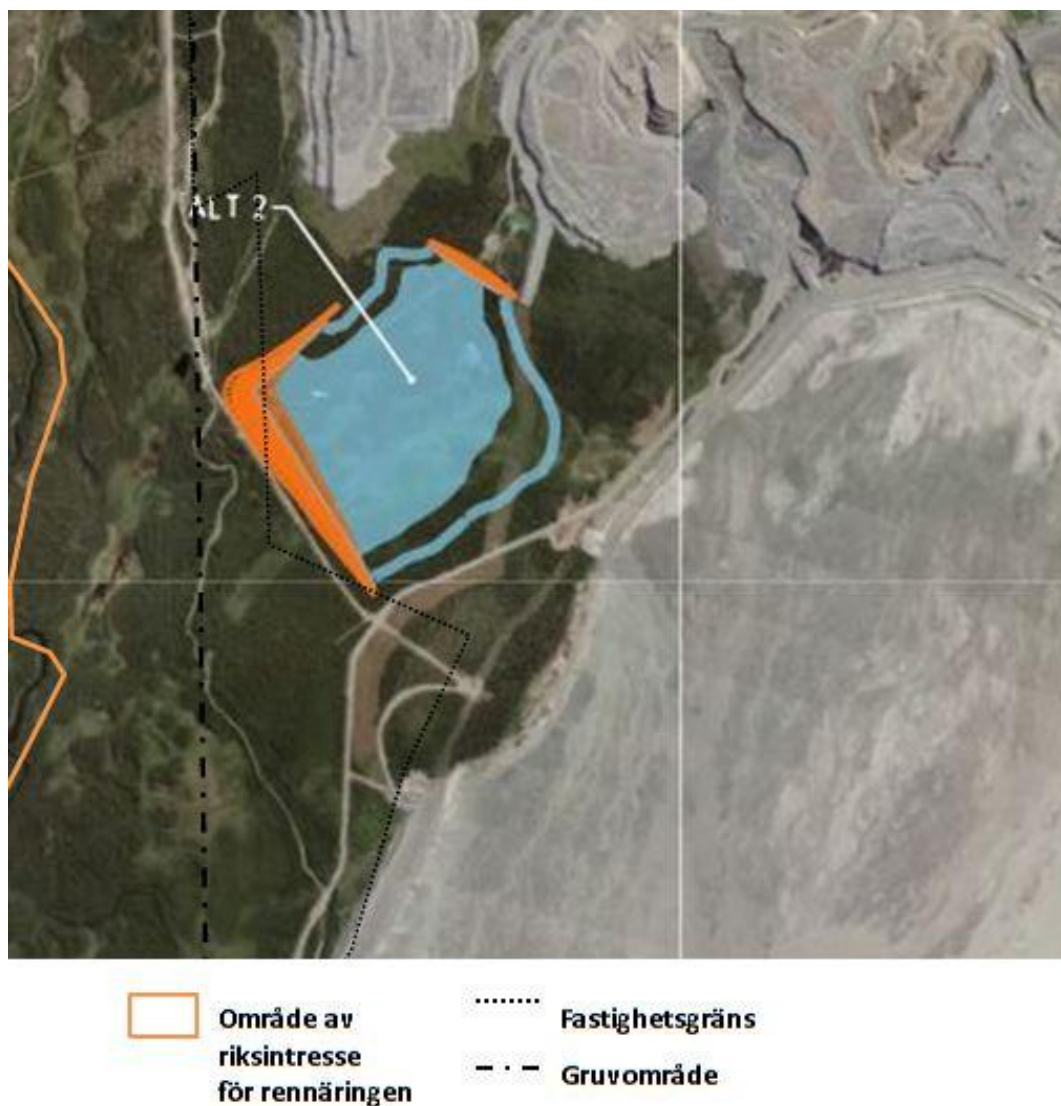 ALT 2
Område av
riksintresse
för rennäringen
Fastighetsgräns
Gruvområde